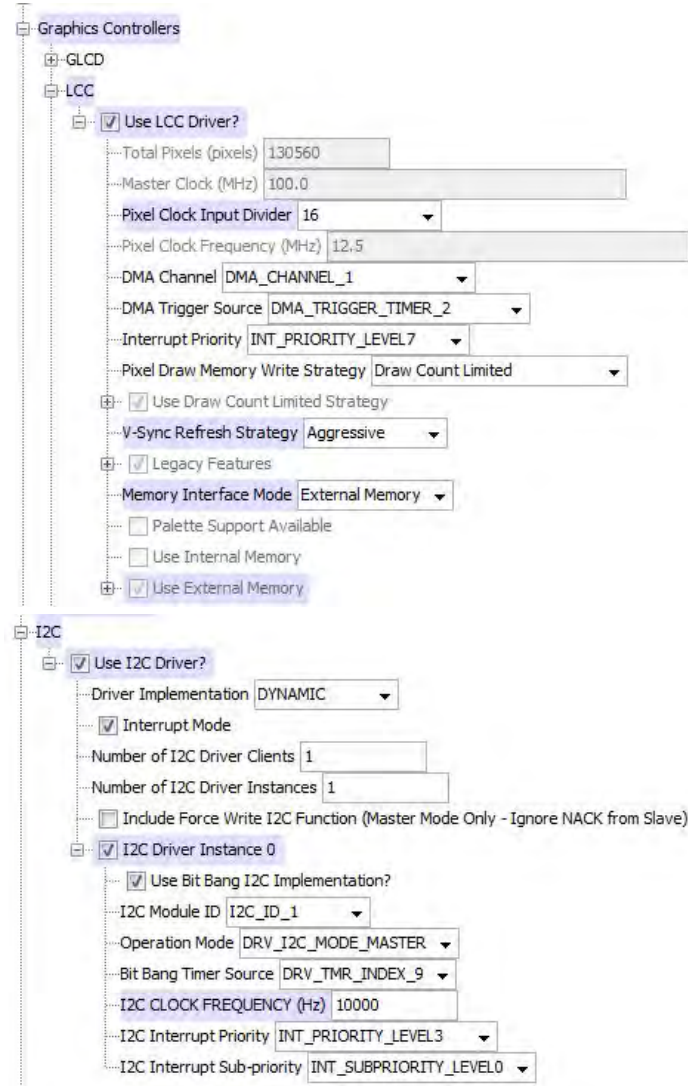 Graphics Controllers
GLCD
LCC
Use LCC Driver?
Total Pixels (pixels) 130560
Master Clock (MHz) 100.0
Pixel Clock Input Divider 16
Pixel Clock Frequency (MHz) 12.5
DMA Channel DMA_CHANNEL_1
DMA Trigger Source DMA_TRIGGER_TIMER_2
Interrupt Priority INT_PRIORITY_LEVEL7
Pixel Draw Memory Write Strategy Draw Count Limited
Use Draw Count Limited Strategy
V-Sync Refresh Strategy Aggressive
Legacy Features
Memory Interface Mode External Memory
Palette Support Available
Use Internal Memory
Use External Memory
I2C
Use I2C Driver?
Driver Implementation DYNAMIC
Interrupt Mode
Number of I2C Driver Clients 1
Number of I2C Driver Instances 1
Include Force Write I2C Function (Master Mode Only - Ignore NACK from Slave)
I2C Driver Instance 0
Use Bit Bang I2C Implementation?
I2C Module ID I2C_ID_1
Operation Mode DRV_I2C_MODE_MASTER
Bit Bang Timer Source DRV_TMR_INDEX_9
I2C CLOCK FREQUENCY (Hz) 10000
I2C Interrupt Priority INT_PRIORITY_LEVEL3
I2C Interrupt Sub-priority INT_SUBPRIORITY_LEVEL0